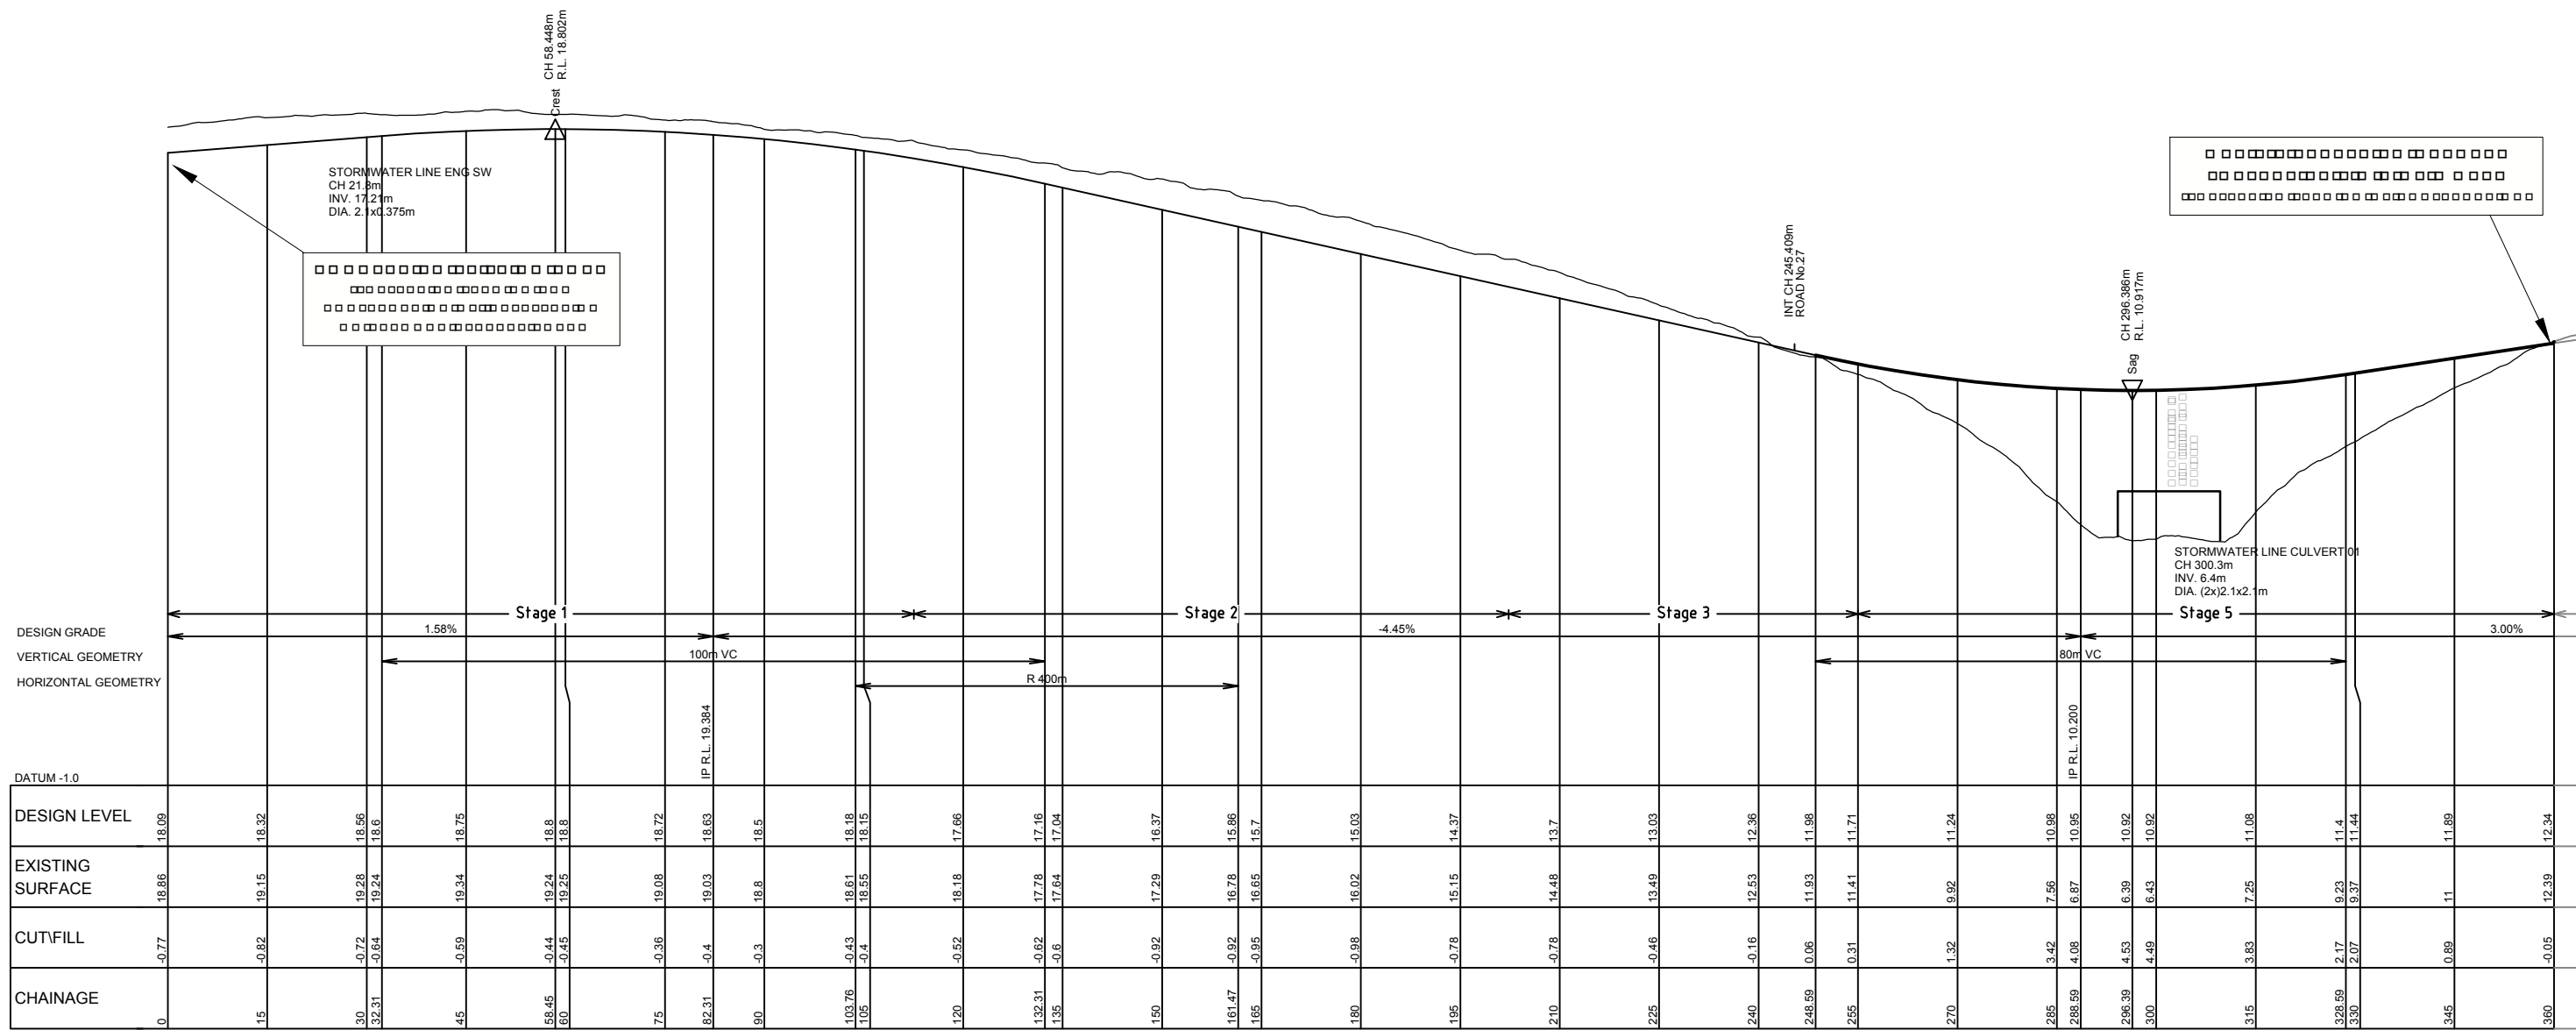 CH 58.448m
R.L. 18.802m
Crest
STORMWATER LINE ENG SW
CH 21.8m
INV. 17.21m
DIA. 2.1x0.375m
INT CH 245.409m
ROAD No.27
CH 296.386m
R.L. 10.917m
Sag
STORMWATER LINE CULVERT 01
CH 300.3m
INV. 6.4m
DIA. (2x)2.1x2.1m
Stage 1 Stage 2 Stage 3 Stage 5
DESIGN GRADE 1.58% -4.45% 3.00%
VERTICAL GEOMETRY 100m VC 80m VC
HORIZONTAL GEOMETRY R 400m
IP R.L. 19.384 IP R.L. 10.200
DATUM -1.0
DESIGN LEVEL 18.09 18.32 18.56 18.6 18.75 18.8 18.8 18.72 18.63 18.5 18.18 18.15 17.66 17.16 17.04 16.37 15.86 15.7 15.03 14.37 13.7 13.03 12.36 11.98 11.71 11.24 10.98 10.95 10.92 10.92 11.08 11.4 11.44 11.89 12.34
EXISTING
SURFACE 18.86 19.15 19.28 19.24 19.34 19.24 19.25 19.08 19.03 18.8 18.61 18.55 18.18 17.78 17.64 17.29 16.78 16.65 16.02 15.15 14.48 13.49 12.53 11.93 11.41 9.92 7.56 6.87 6.39 6.43 7.25 9.23 9.37 11 12.39
CUT\FILL -0.77 -0.82 -0.72 -0.64 -0.59 -0.44 -0.45 -0.36 -0.4 -0.3 -0.43 -0.4 -0.52 -0.62 -0.6 -0.92 -0.92 -0.95 -0.98 -0.78 -0.78 -0.46 -0.16 0.06 0.31 1.32 3.42 4.08 4.53 4.49 3.83 2.17 2.07 0.89 -0.05
CHAINAGE 0 15 30 32.31 45 58.45 60 75 82.31 90 103.76 105 120 132.31 135 150 161.47 165 180 195 210 225 240 248.59 255 270 285 288.59 296.39 300 315 328.59 330 345 360